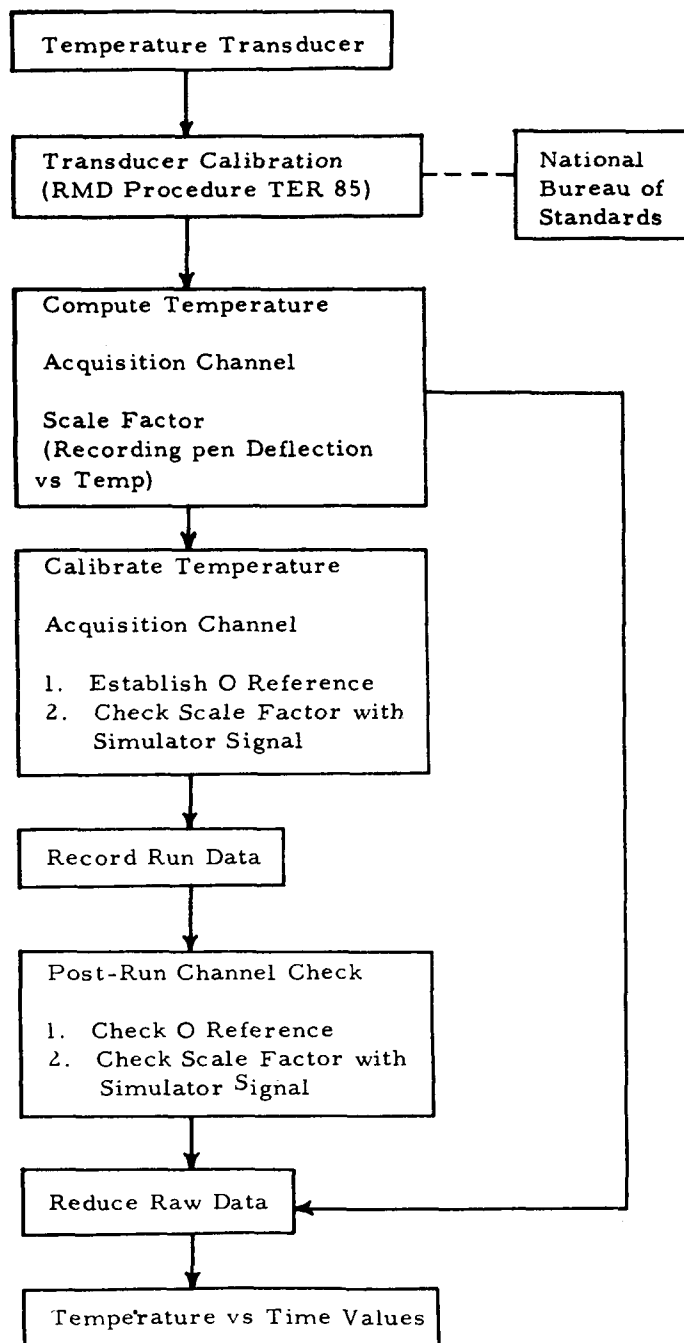 Temperature Transducer
Transducer Calibration
(RMD Procedure TER 85)
National
Bureau of
Standards
Compute Temperature
Acquisition Channel
Scale Factor
(Recording pen Deflection
vs Temp)
Calibrate Temperature
Acquisition Channel
1. Establish O Reference
2. Check Scale Factor with
Simulator Signal
Record Run Data
Post-Run Channel Check
1. Check O Reference
2. Check Scale Factor with
Simulator Signal
Reduce Raw Data
Temperature vs Time Values